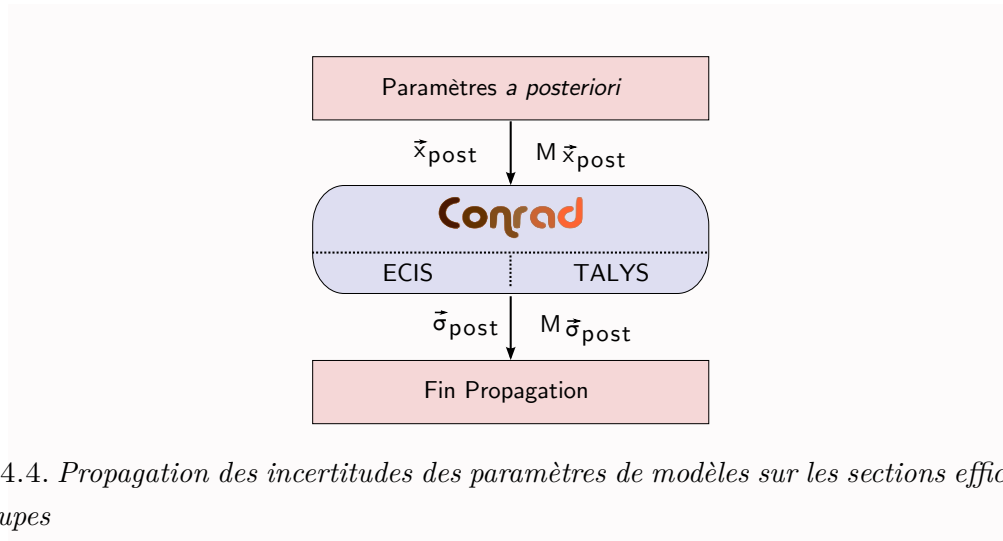 Paramètres a posteriori
x⃗post M x⃗post
Conrad
ECIS TALYS
σ⃗post M σ⃗post
Fin Propagation
4.4. Propagation des incertitudes des paramètres de modèles sur les sections effic
upes